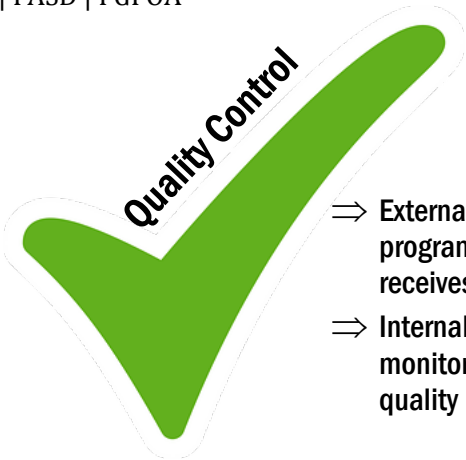 Quality Control
⇒ Externa
program
receives
⇒ Internal
monitor
quality